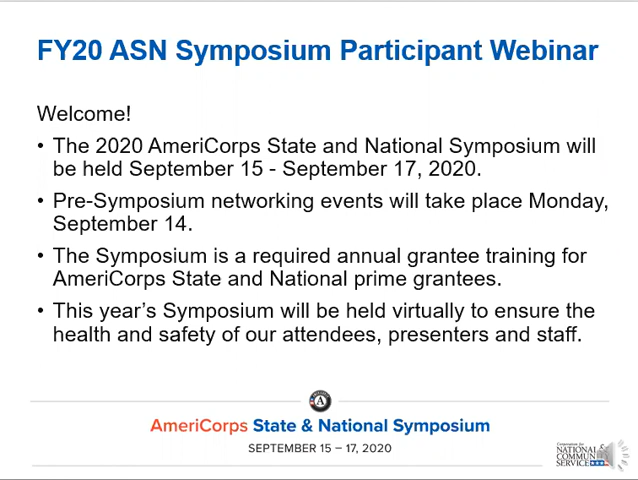 FY20 ASN Symposium Participant Webinar
Welcome!
• The 2020 AmeriCorps State and National Symposium will
be held September 15 - September 17, 2020.
• Pre-Symposium networking events will take place Monday,
September 14.
• The Symposium is a required annual grantee training for
AmeriCorps State and National prime grantees.
• This year’s Symposium will be held virtually to ensure the
health and safety of our attendees, presenters and staff.
A
AmeriCorps State & National Symposium
SEPTEMBER 15 – 17, 2020
Corporation for
NATIONAL &
COMMUN
SERVICE